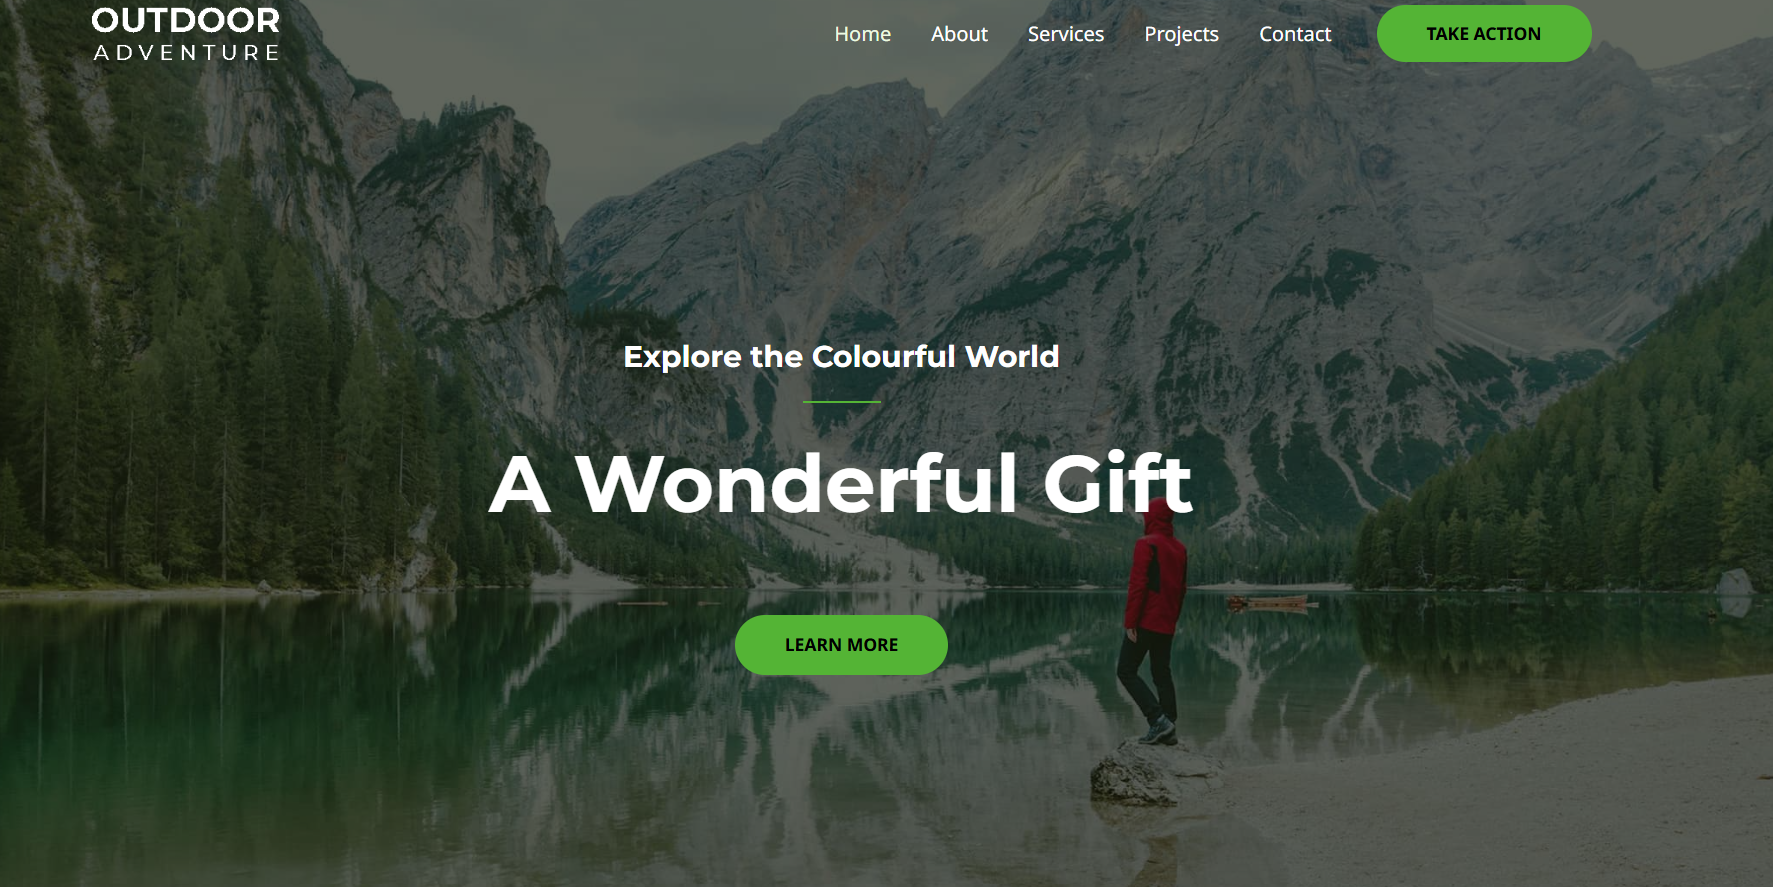 OUTDOOR
ADVENTURE
Home About Services Projects Contact TAKE ACTION
Explore the Colourful World
A Wonderful Gift
LEARN MORE